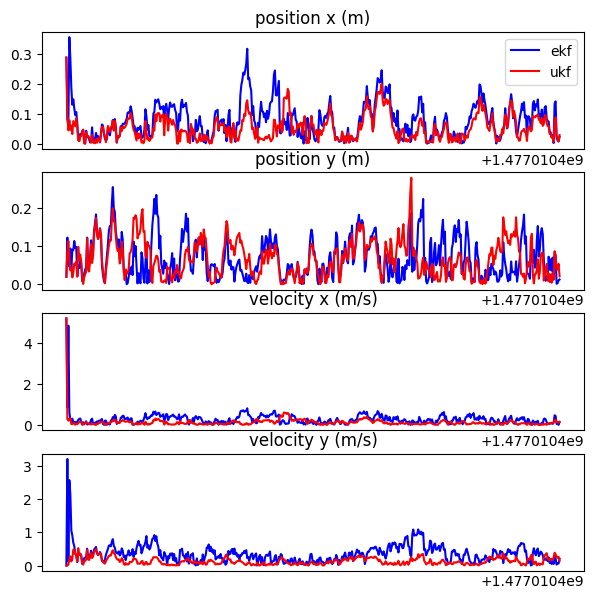 position x (m)
ekf
ukf
0.3
0.2
0.1
0.0
+1.4770104e9
position y (m)
0.2
0.1
0.0
+1.4770104e9
velocity x (m/s)
4
2
0
+1.4770104e9
velocity y (m/s)
3
2
1
0
+1.4770104e9